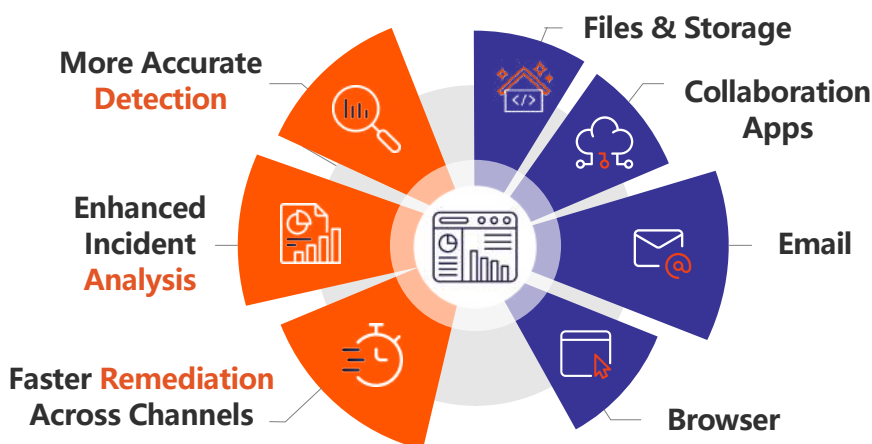 More Accurate
Detection
Enhanced
Incident
Analysis
Faster Remediation
Across Channels
Files & Storage
Collaboration
Apps
Email
Browser